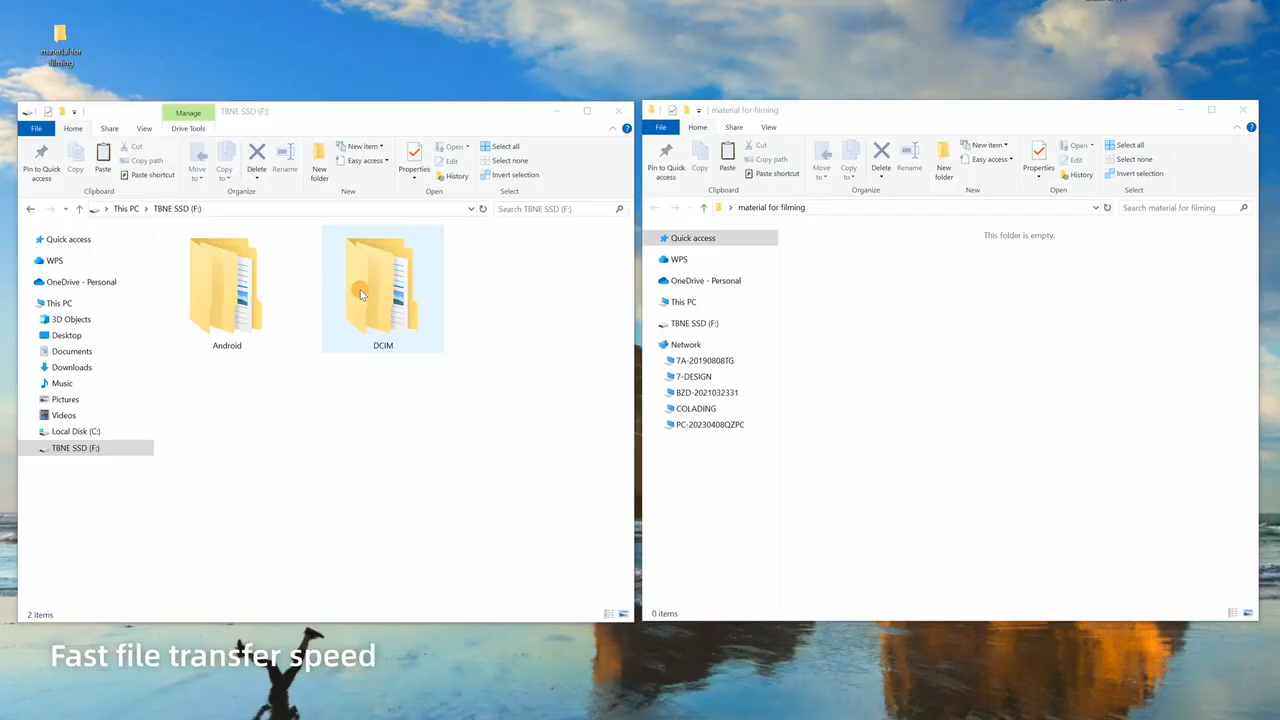 material for
filming
Manage
TBNE SSD (F:)
File
Home
Share
View
Drive Tools
Pin to Quick
access
Copy
Paste
Cut
Copy path
Paste shortcut
Clipboard
Move
to
Copy
to
Delete
Rename
Organize
New
folder
New item
Easy access
New
Properties
Open
Edit
History
Open
Select all
Select none
Invert selection
Select
This PC
TBNE SSD (F:)
Search TBNE SSD (F:)
Quick access
WPS
OneDrive - Personal
This PC
3D Objects
Desktop
Documents
Downloads
Music
Pictures
Videos
Local Disk (C:)
TBNE SSD (F:)
Android
DCIM
2 items
material for filming
File
Home
Share
View
Pin to Quick
access
Copy
Paste
Cut
Copy path
Paste shortcut
Clipboard
Move
to
Copy
to
Delete
Rename
Organize
New
folder
New item
Easy access
New
Properties
Open
Edit
History
Open
Select all
Select none
Invert selection
Select
material for filming
Search material for filming
Quick access
WPS
OneDrive - Personal
This PC
TBNE SSD (F:)
Network
7A-20190808TG
7-DESIGN
BZD-2021032331
COLADING
PC-20230408QZPC
This folder is empty.
0 items
Fast file transfer speed